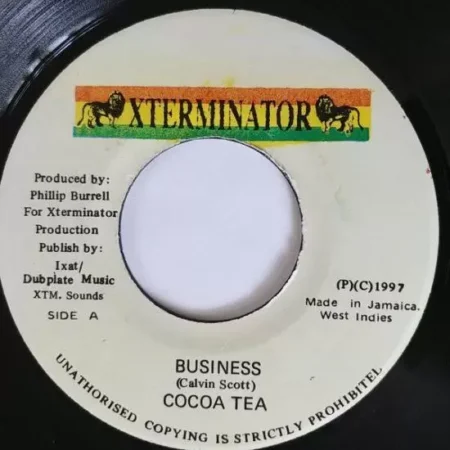 XTERMINATOR
Produced by:
Phillip Burrell
For Xterminator
Production
Publish by:
Ixat/
Dubplate Music
XTM. Sounds
SIDE A
(P)(C)1997
Made in Jamaica.
West Indies
BUSINESS
(Calvin Scott)
COCOA TEA
UNATHORISED COPYING IS STRICTLY PROHIBITEL